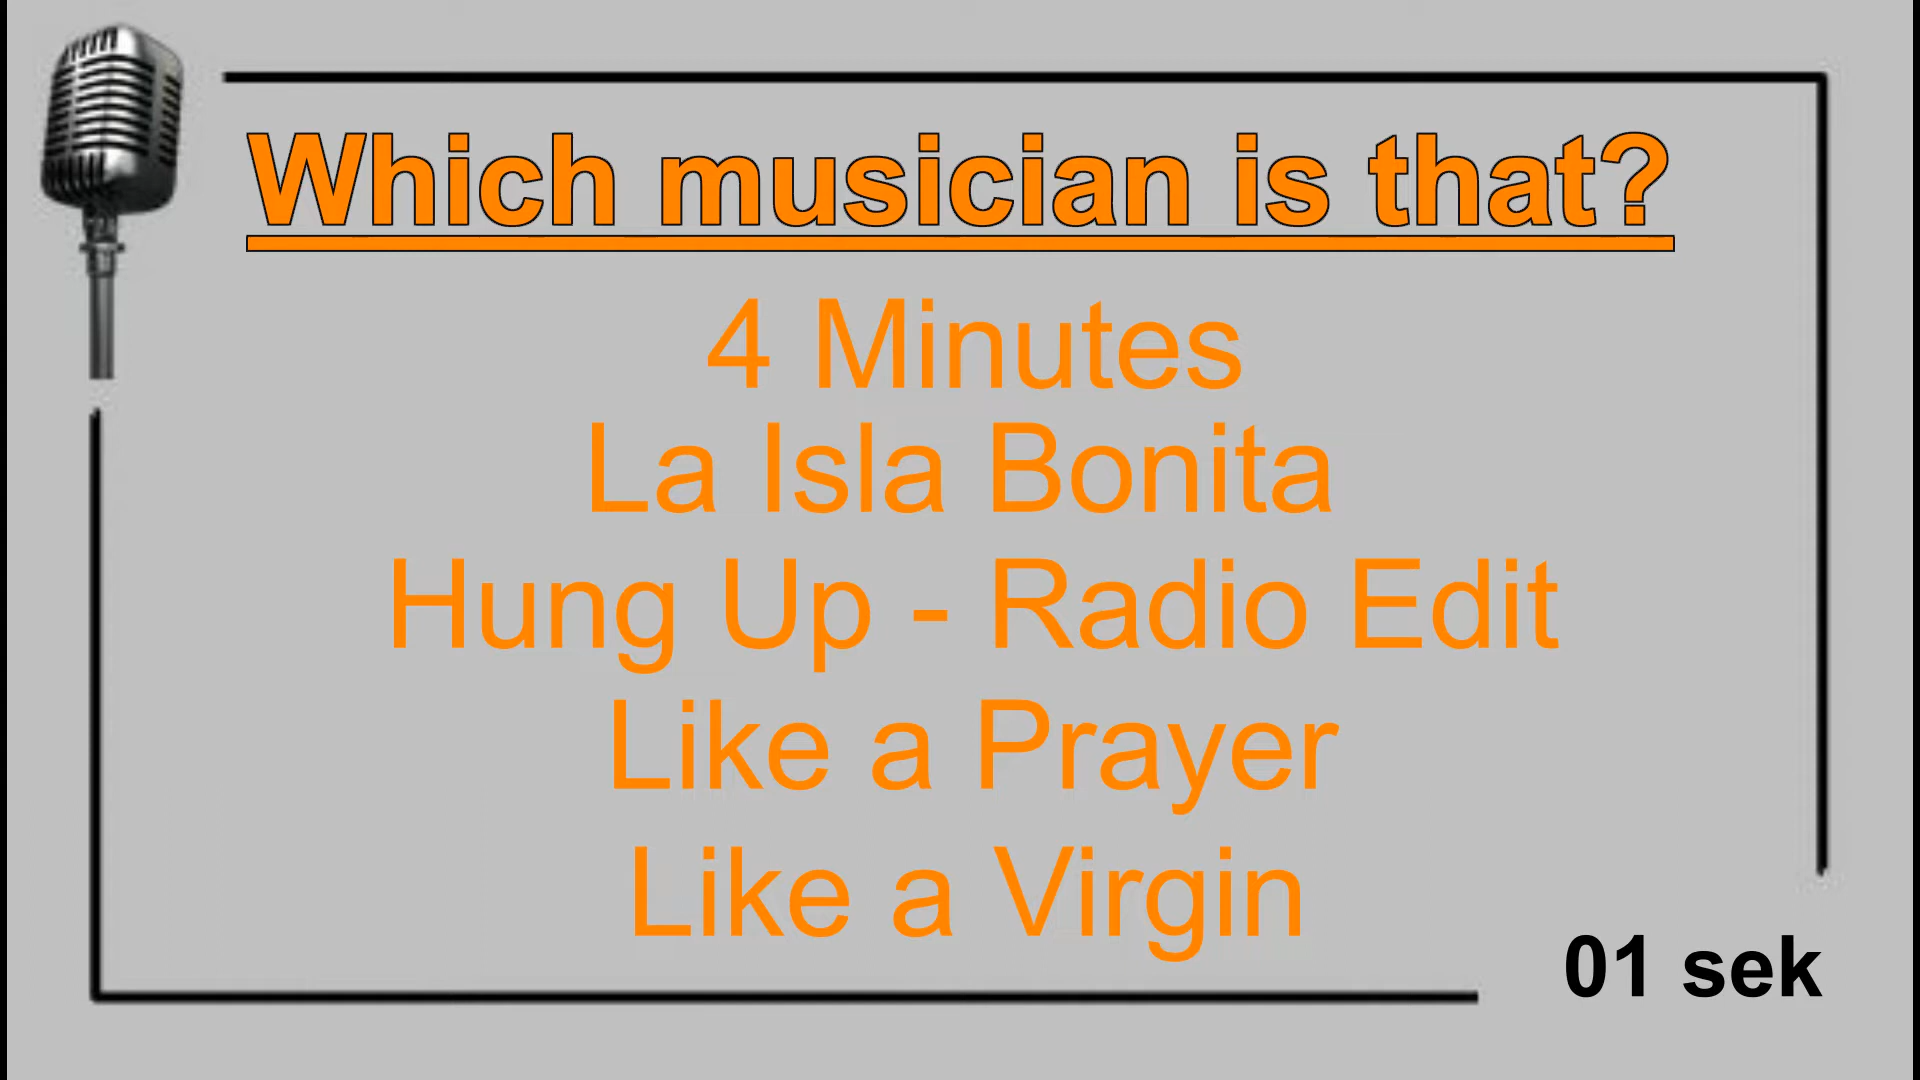 Which musician is that?
4 Minutes
La Isla Bonita
Hung Up - Radio Edit
Like a Prayer
Like a Virgin
01 sek